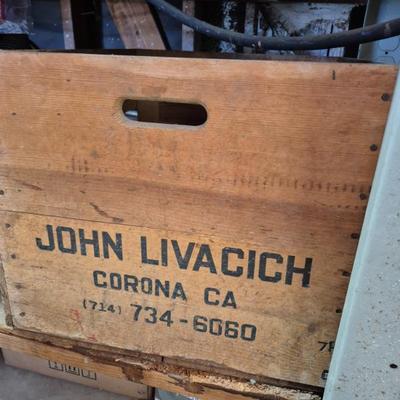 JOHN LIVACICH
CORONA CA
(714) 734-6060